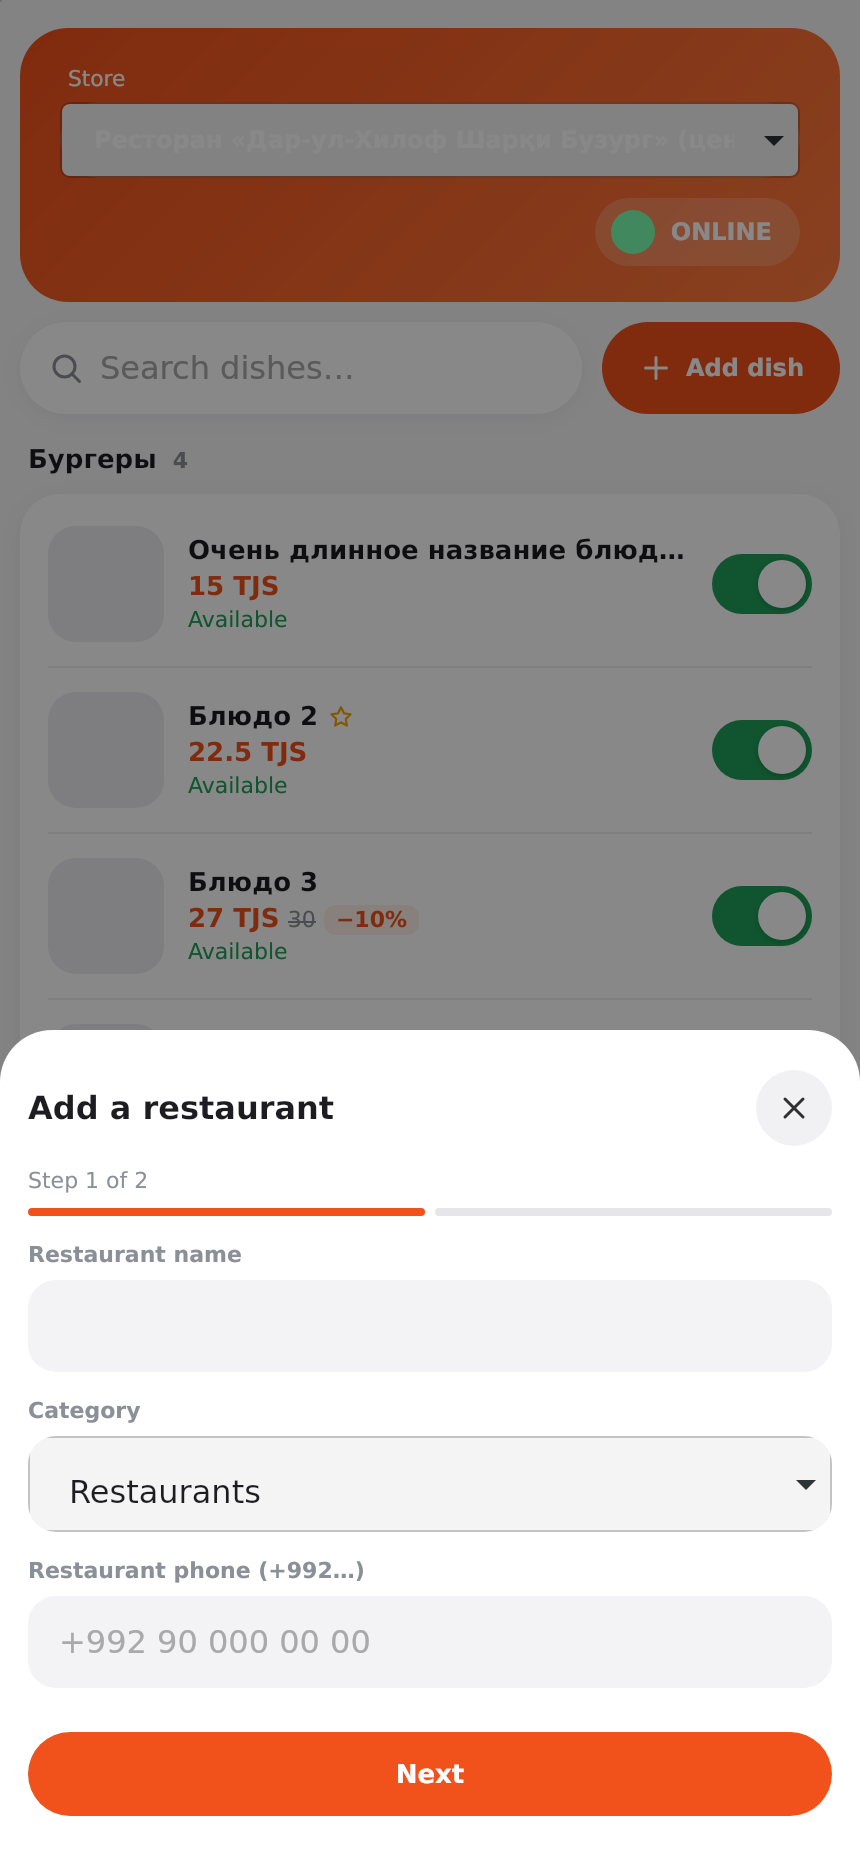 Store
Ресторан «Дар-ул-Хилоф Шарқи Бузург» (цен
ONLINE
Search dishes…
Add dish
Бургеры 4
Очень длинное название блюд…
15 TJS
Available
Блюдо 2
22.5 TJS
Available
Блюдо 3
27 TJS 30 −10%
Available
Add a restaurant
Step 1 of 2
Restaurant name
Category
Restaurants
Restaurant phone (+992…)
+992 90 000 00 00
Next